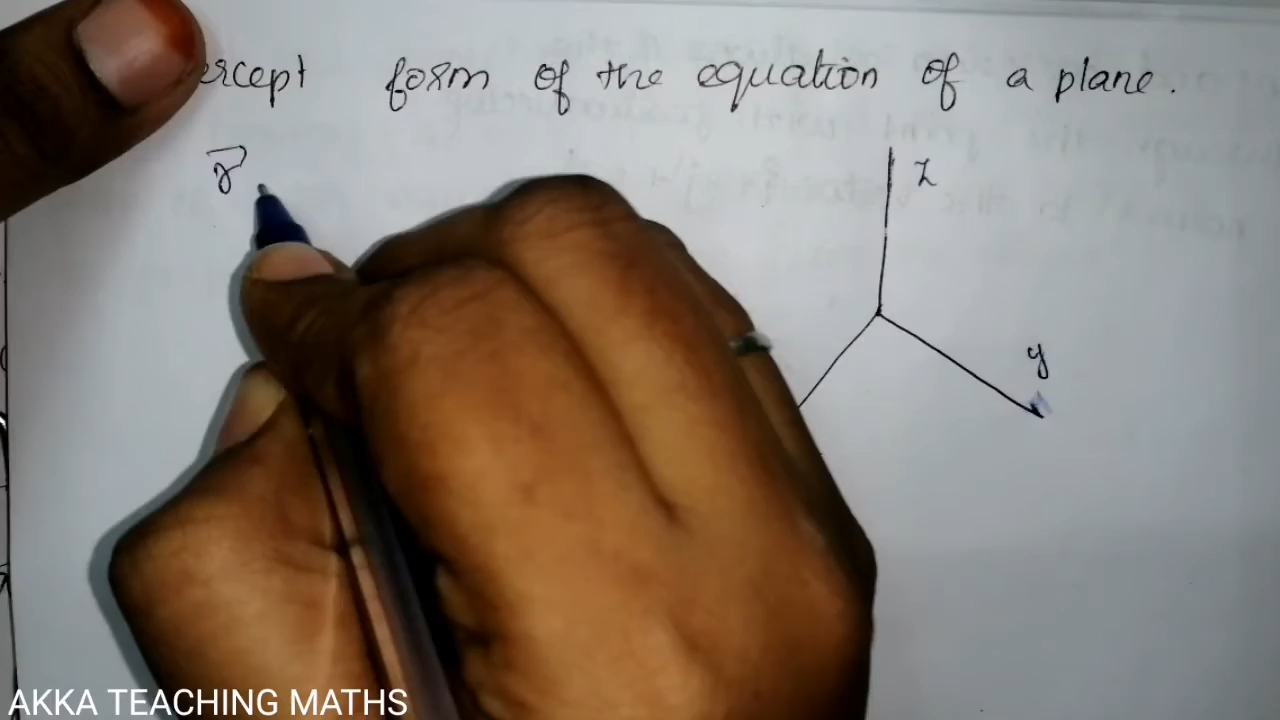 ercept form of the equation of a plane.
r
z
y
AKKA TEACHING MATHS